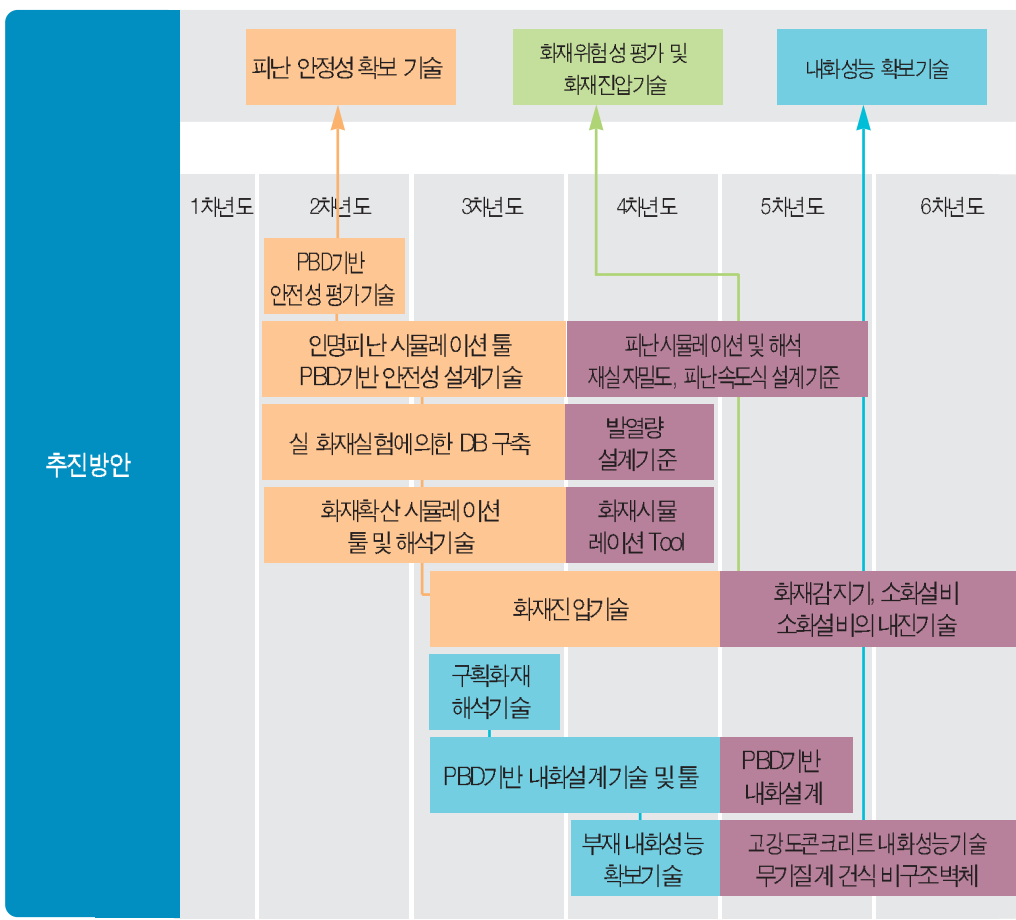 추진방안
피난 안정성 확보 기술
화재위험성 평가 및
화재진압기술
내화성능 확보기술
1차년도
2차년도
3차년도
4차년도
5차년도
6차년도
PBD기반
안전성 평가기술
인명피난 시뮬레이션 툴
PBD기반 안전성 설계기술
피난시뮬레이션 및 해석
재실자밀도, 피난속도식 설계기준
실 화재실험에의한 DB 구축
발열량
설계기준
화재확산 시뮬레이션
툴 및 해석기술
화재시뮬
레이션 Tool
화재진압기술
화재감지기, 소화설비
소화설비의 내진기술
구획화재
해석기술
PBD기반 내화설계기술 및 툴
PBD기반
내화설계
부재 내화성능
확보기술
고강도콘크리트 내화성능기술
무기질계 건식 비구조벽체